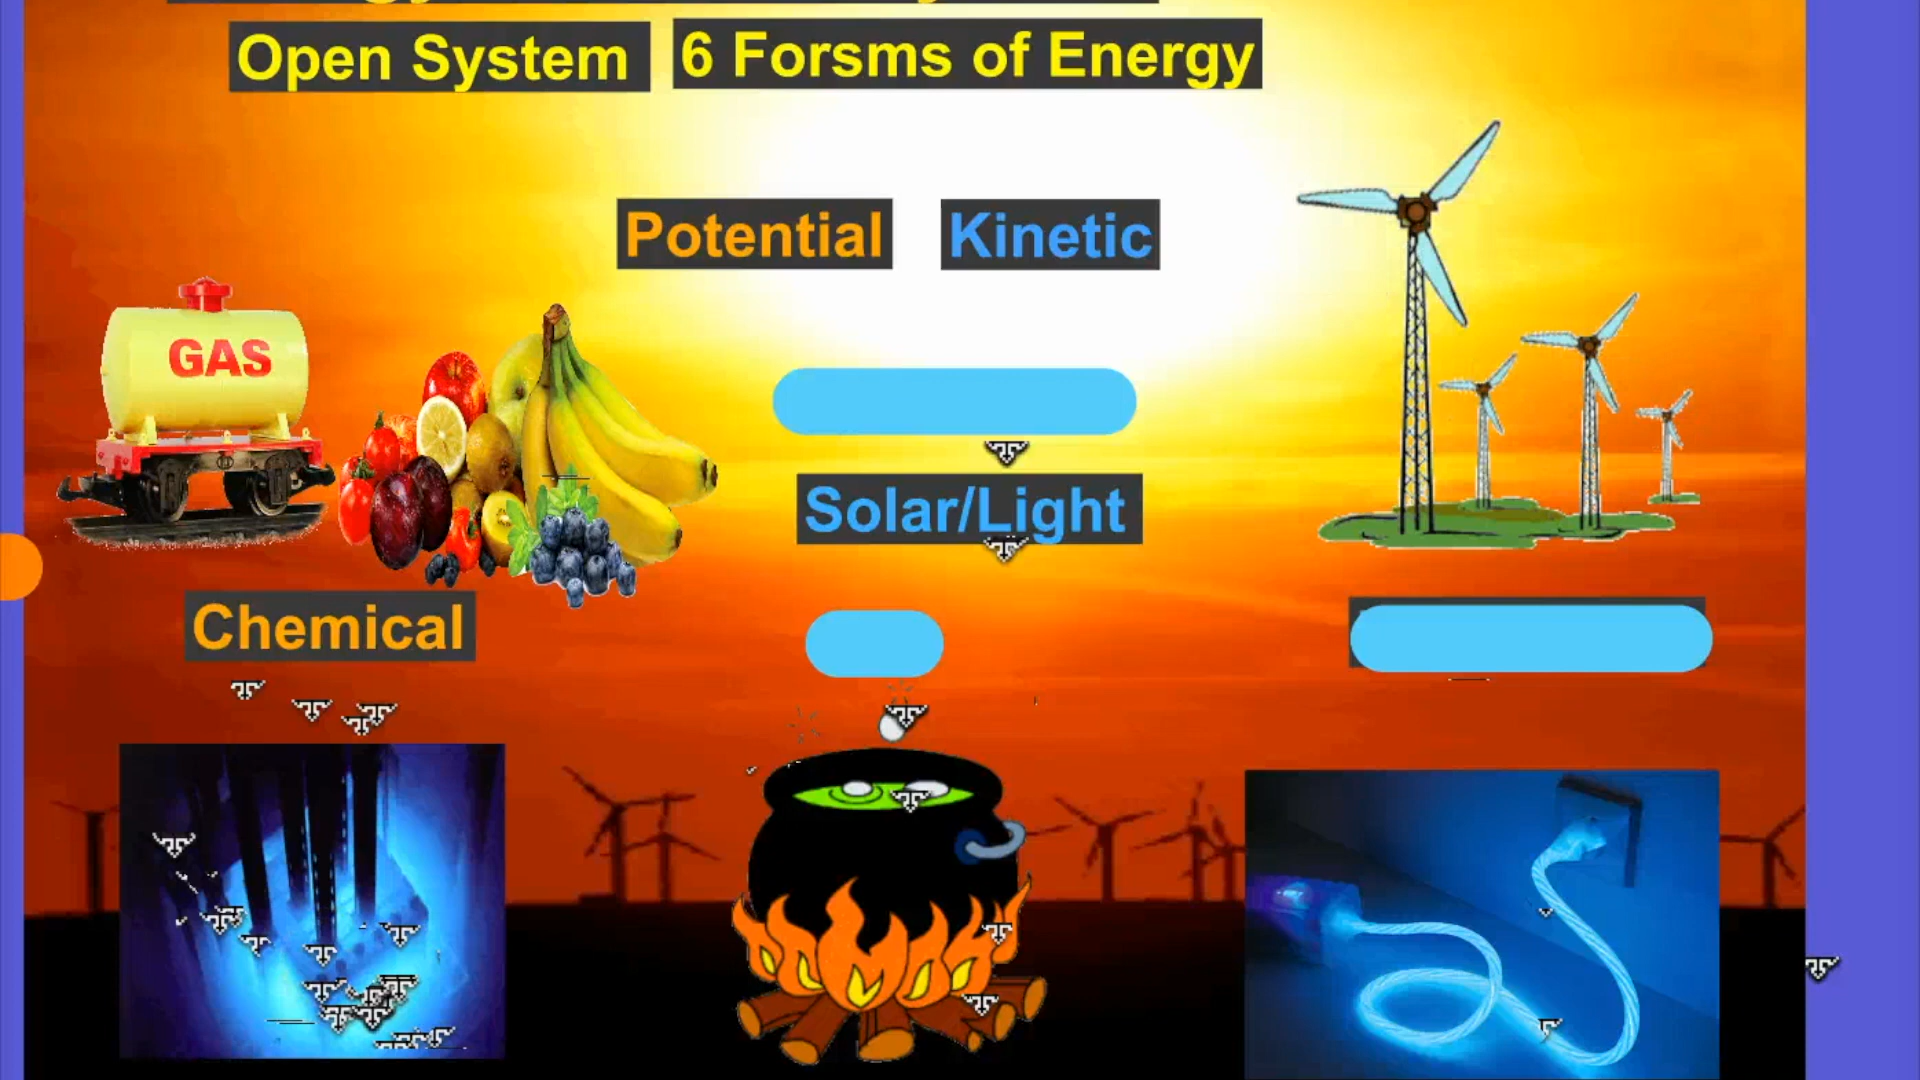 Open System
6 Forsms of Energy
Potential
Kinetic
GAS
Solar/Light
Chemical